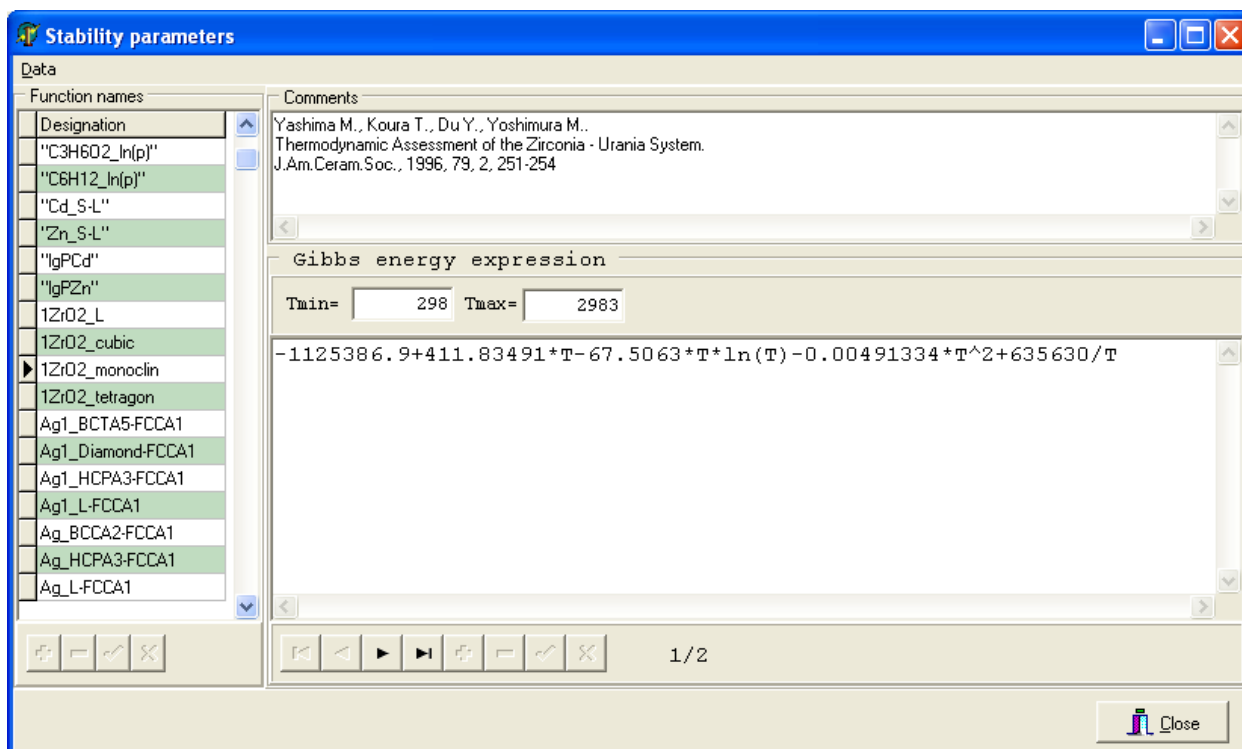 Stability parameters
Data
Function names
Designation
"C3H6O2_ln(p)"
"C6H12_ln(p)"
"Cd_S-L"
"Zn_S-L"
"lgPCd"
"lgPZn"
1ZrO2_L
1ZrO2_cubic
1ZrO2_monoclin
1ZrO2_tetragon
Ag1_BCTA5-FCCA1
Ag1_Diamond-FCCA1
Ag1_HCPA3-FCCA1
Ag1_L-FCCA1
Ag_BCCA2-FCCA1
Ag_HCPA3-FCCA1
Ag_L-FCCA1
Comments
Yashima M., Koura T., Du Y., Yoshimura M..
Thermodynamic Assessment of the Zirconia - Urania System.
J.Am.Ceram.Soc., 1996, 79, 2, 251-254
Gibbs energy expression
Tmin= 298 Tmax= 2983
-1125386.9+411.83491*T-67.5063*T*ln(T)-0.00491334*T^2+635630/T
1/2
Close